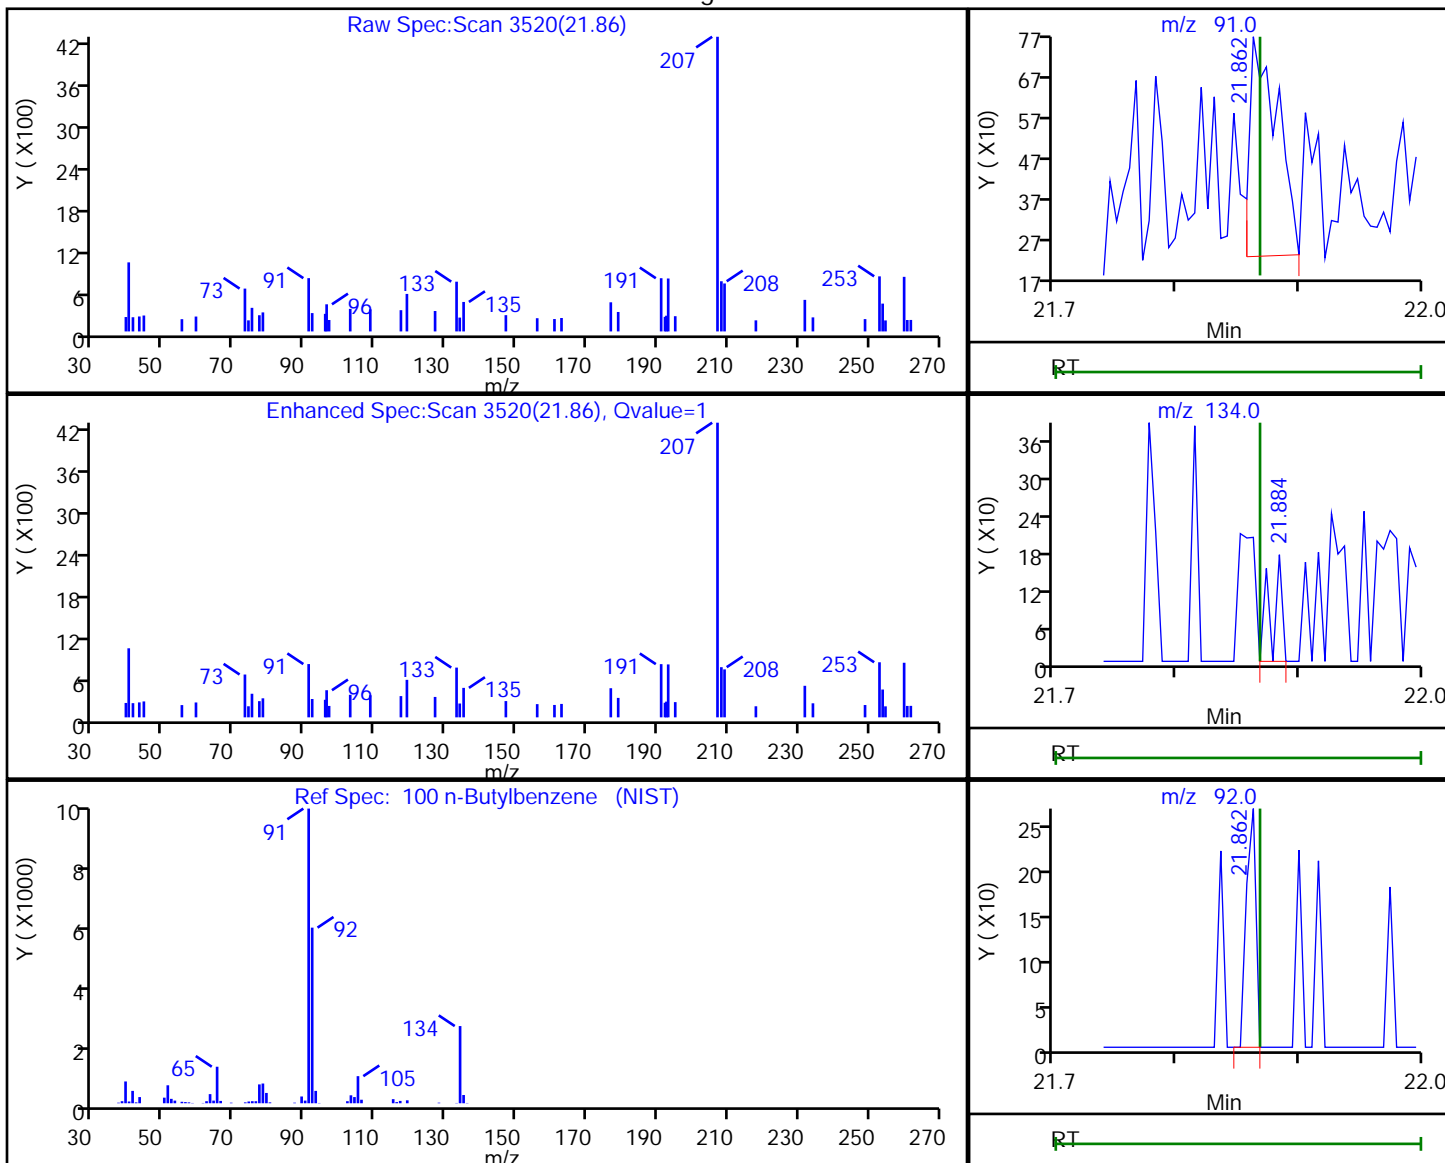 Raw Spec:Scan 3520(21.86)
Y ( X100)
42
36
30
24
18
12
6
0
207
73
91
96
133
135
191
208
253
30 50 70 90 110 130 150 170 190 210 230 250 270
m/z
m/z 91.0
Y ( X10)
77
67
57
47
37
27
17
21.862
21.7 22.0
Min
RT
Enhanced Spec:Scan 3520(21.86), Qvalue=1
Y ( X100)
42
36
30
24
18
12
6
0
207
73
91
96
133
135
191
208
253
30 50 70 90 110 130 150 170 190 210 230 250 270
m/z
m/z 134.0
Y ( X10)
36
30
24
18
12
6
0
21.884
21.7 22.0
Min
RT
Ref Spec: 100 n-Butylbenzene (NIST)
Y ( X1000)
10
8
6
4
2
0
91
92
134
65
105
30 50 70 90 110 130 150 170 190 210 230 250 270
m/z
m/z 92.0
Y ( X10)
25
20
15
10
5
0
21.862
21.7 22.0
Min
RT